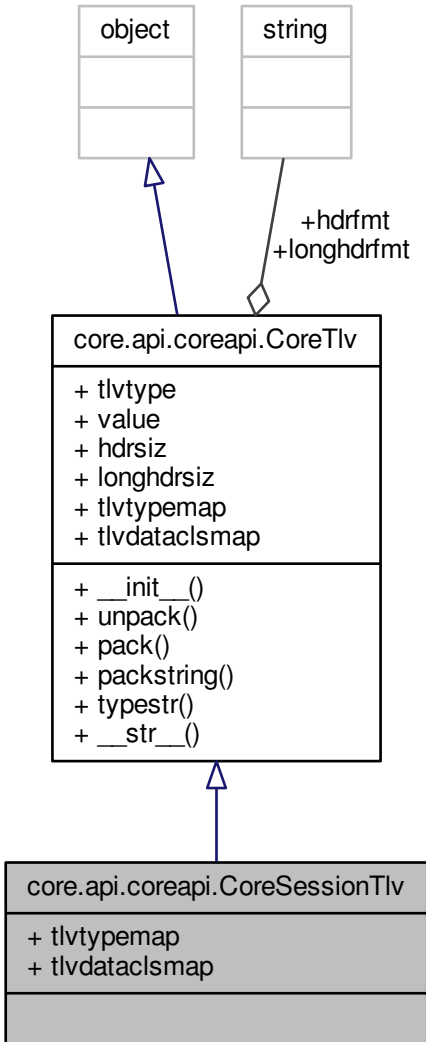 object
string
+hdrfmt
+longhdrfmt
core.api.coreapi.CoreTlv
+ tlvtype
+ value
+ hdrsiz
+ longhdrsiz
+ tlvtypemap
+ tlvdataclsmap
+ __init__()
+ unpack()
+ pack()
+ packstring()
+ typestr()
+ __str__()
core.api.coreapi.CoreSessionTlv
+ tlvtypemap
+ tlvdataclsmap